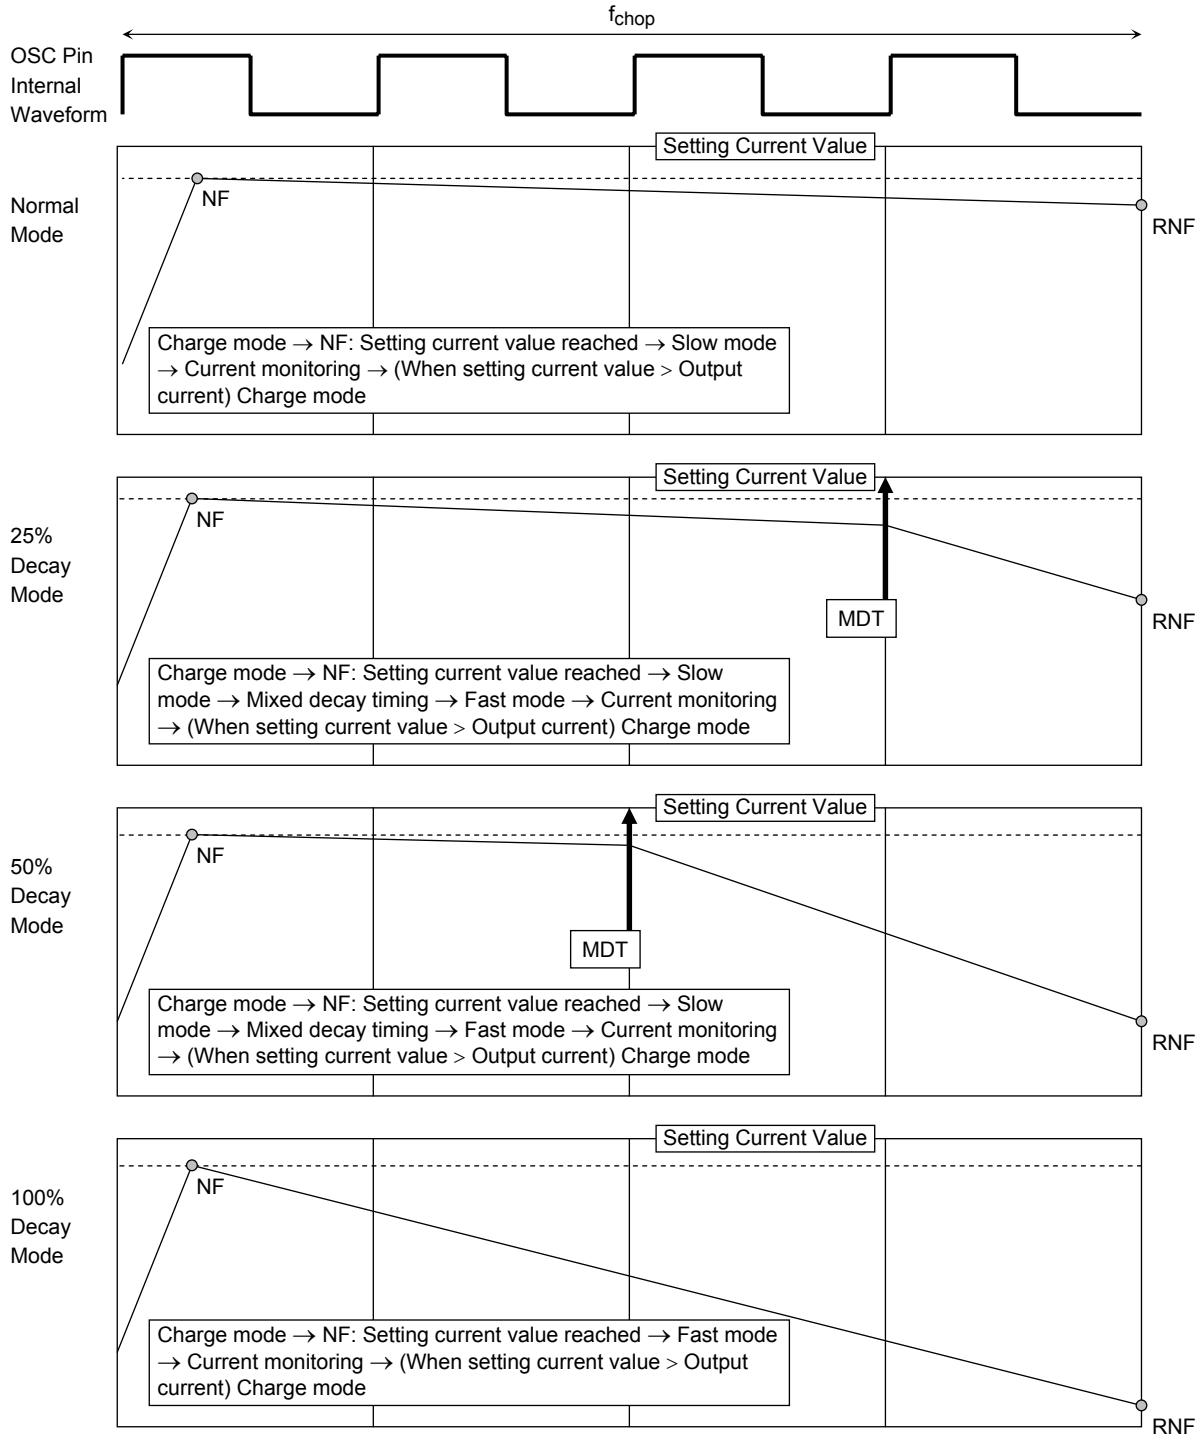 fchop
OSC Pin
Internal
Waveform
Setting Current Value
NF
Normal
Mode
RNF
Charge mode → NF: Setting current value reached → Slow mode
→ Current monitoring → (When setting current value > Output
current) Charge mode
Setting Current Value
NF
25%
Decay
Mode
MDT
RNF
Charge mode → NF: Setting current value reached → Slow
mode → Mixed decay timing → Fast mode → Current monitoring
→ (When setting current value > Output current) Charge mode
Setting Current Value
NF
50%
Decay
Mode
MDT
RNF
Charge mode → NF: Setting current value reached → Slow
mode → Mixed decay timing → Fast mode → Current monitoring
→ (When setting current value > Output current) Charge mode
Setting Current Value
NF
100%
Decay
Mode
Charge mode → NF: Setting current value reached → Fast mode
→ Current monitoring → (When setting current value > Output
current) Charge mode
RNF